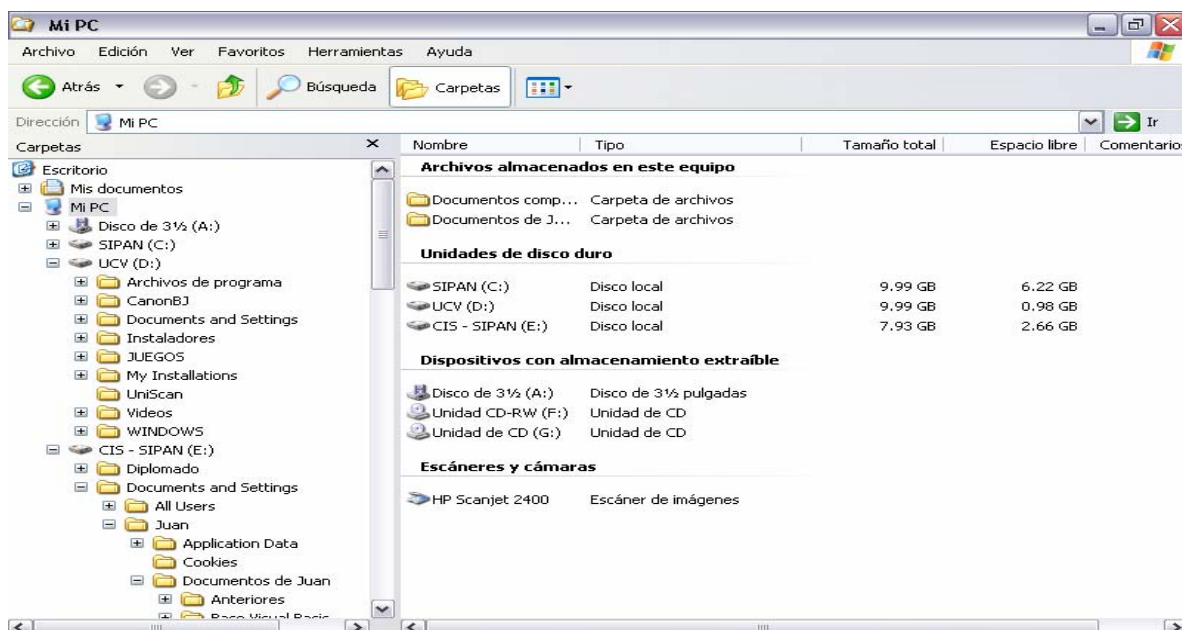 Mi PC
Archivo Edición Ver Favoritos Herramientas Ayuda
Atrás Búsqueda Carpetas
Dirección Mi PC Ir
Carpetas
Escritorio
Mis documentos
Mi PC
Disco de 3½ (A:)
SIPAN (C:)
UCV (D:)
Archivos de programa
CanonBJ
Documents and Settings
Instaladores
JUEGOS
My Installations
UniScan
Videos
WINDOWS
CIS - SIPAN (E:)
Diplomado
Documents and Settings
All Users
Juan
Application Data
Cookies
Documentos de Juan
Anteriores
Nombre Tipo Tamaño total Espacio libre Comentarios
Archivos almacenados en este equipo
Documentos comp... Carpeta de archivos
Documentos de J... Carpeta de archivos
Unidades de disco duro
SIPAN (C:) Disco local 9.99 GB 6.22 GB
UCV (D:) Disco local 9.99 GB 0.98 GB
CIS - SIPAN (E:) Disco local 7.93 GB 2.66 GB
Dispositivos con almacenamiento extraíble
Disco de 3½ (A:) Disco de 3½ pulgadas
Unidad CD-RW (F:) Unidad de CD
Unidad de CD (G:) Unidad de CD
Escáneres y cámaras
HP Scanjet 2400 Escáner de imágenes